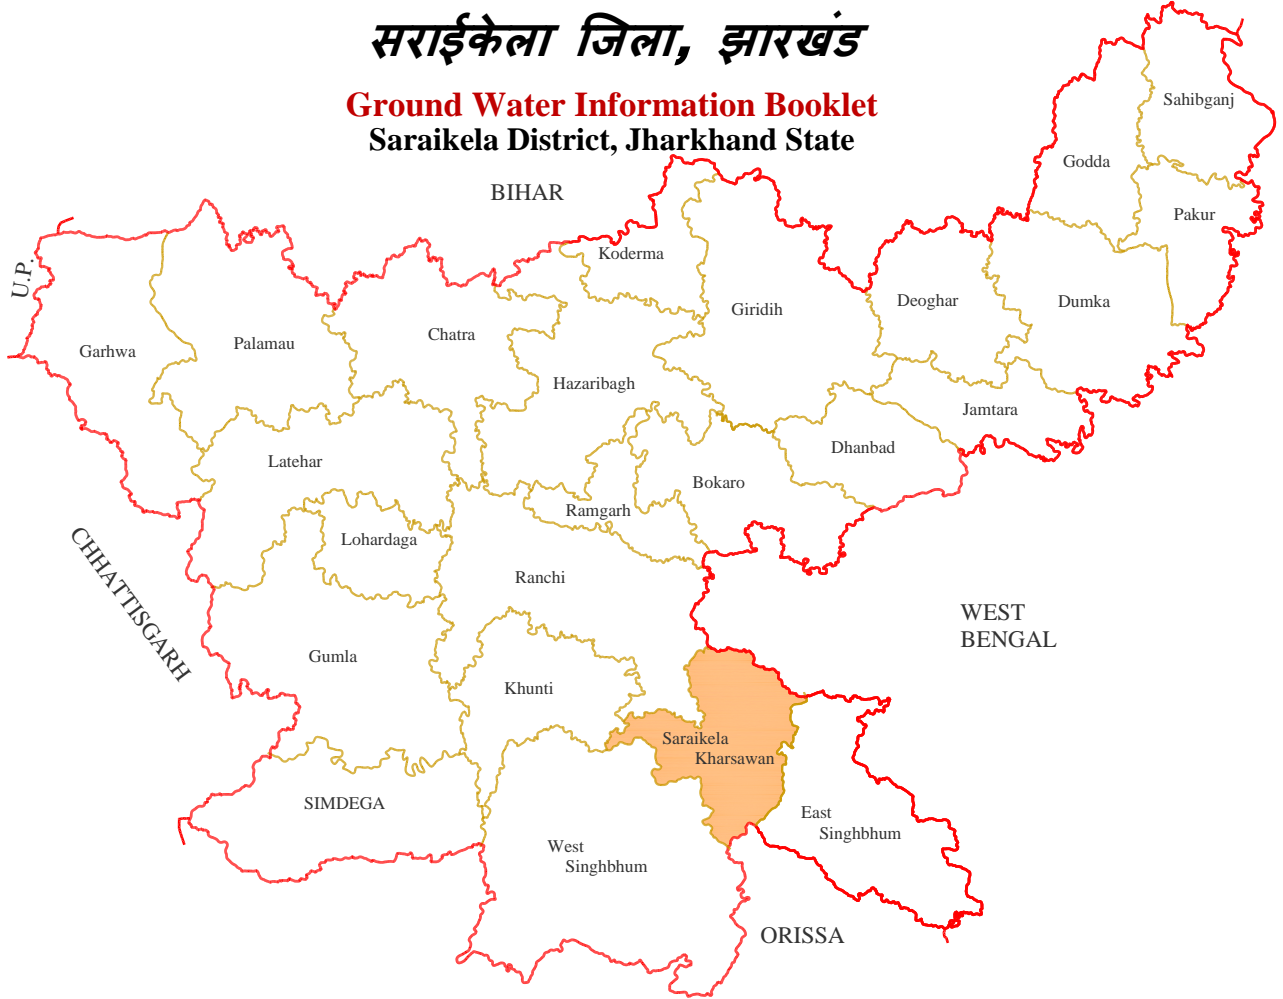 सराईकेला जिला, झारखंड
Ground Water Information Booklet
Saraikela District, Jharkhand State
BIHAR
U.P.
CHHATTISGARH
WEST
BENGAL
ORISSA
Sahibganj
Godda
Pakur
Koderma
Giridih
Deoghar
Dumka
Garhwa
Palamau
Chatra
Hazaribagh
Jamtara
Dhanbad
Latehar
Bokaro
Ramgarh
Lohardaga
Ranchi
Gumla
Khunti
Saraikela
Kharsawan
SIMDEGA
East
Singhbhum
West
Singhbhum